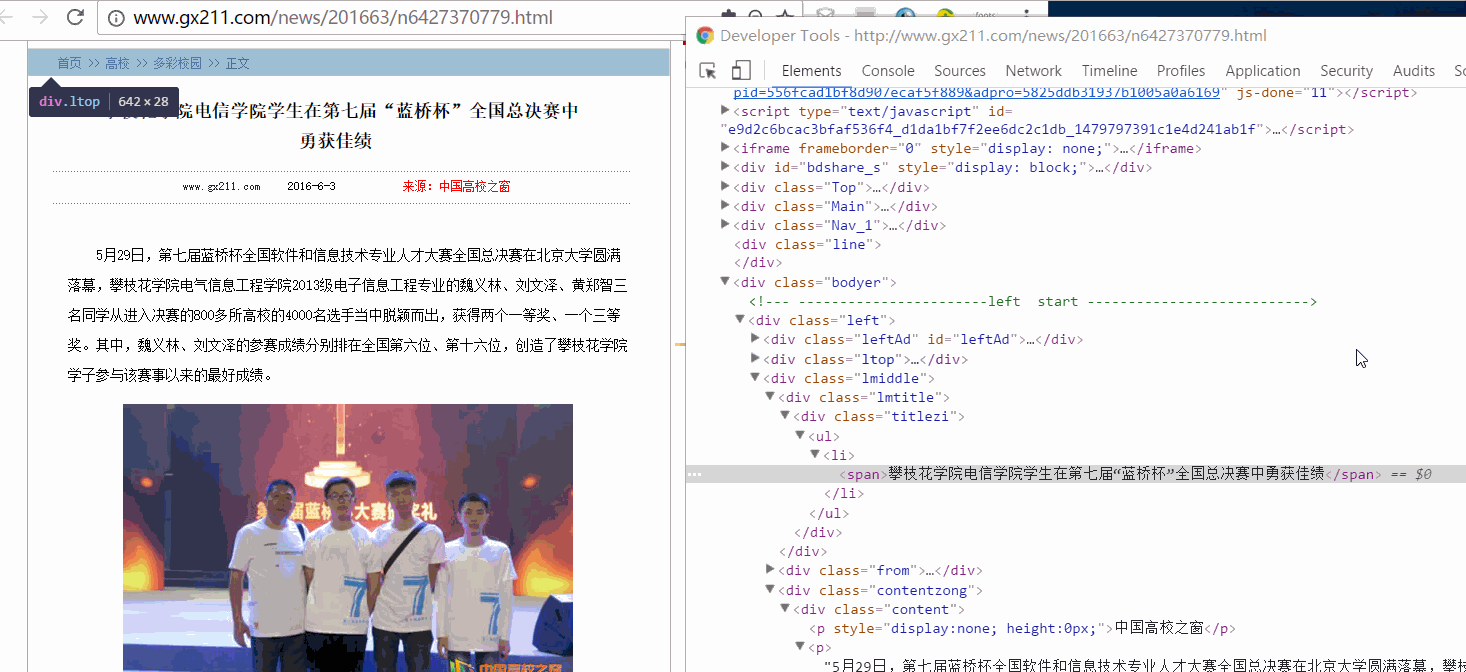 www.gx211.com/news/201663/n6427370779.html
首页 >> 高校 >> 多彩校园 >> 正文
div.ltop 642 × 28
院电信学院学生在第七届“蓝桥杯”全国总决赛中
勇获佳绩
www.gx211.com 2016-6-3 来源：中国高校之窗
5月29日，第七届蓝桥杯全国软件和信息技术专业人才大赛全国总决赛在北京大学圆满
落幕，攀枝花学院电气信息工程学院2013级电子信息工程专业的魏义林、刘文泽、黄郑智三
名同学从进入决赛的800多所高校的4000名选手当中脱颖而出，获得两个一等奖、一个三等
奖。其中，魏义林、刘文泽的参赛成绩分别排在全国第六位、第十六位，创造了攀枝花学院
学子参与该赛事以来的最好成绩。
7 7 7
中国高校之窗
Developer Tools - http://www.gx211.com/news/201663/n6427370779.html
Elements Console Sources Network Timeline Profiles Application Security Audits
pid=556fcad1bf8d907ecaf5f889&adpro=5825ddb31937b1005a0a6169" js-done="11"></script>
<script type="text/javascript" id=
"e9d2c6bcac3bfaf536f4_d1da1bf7f2ee6dc2c1db_1479797391c1e4d241ab1f">…</script>
<iframe frameborder="0" style="display: none;">…</iframe>
<div id="bdshare_s" style="display: block;">…</div>
<div class="Top">…</div>
<div class="Main">…</div>
<div class="Nav_1">…</div>
<div class="line">
</div>
<div class="bodyer">
<!--- -----------------------left start --------------------------->
<div class="left">
<div class="leftAd" id="leftAd">…</div>
<div class="ltop">…</div>
<div class="lmiddle">
<div class="lmtitle">
<div class="titlezi">
<ul>
<li>
<span>攀枝花学院电信学院学生在第七届“蓝桥杯”全国总决赛中勇获佳绩</span> == $0
</li>
</ul>
</div>
</div>
<div class="from">…</div>
<div class="contentzong">
<div class="content">
<p style="display:none; height:0px;">中国高校之窗</p>
<p>
"5月29日，第七届蓝桥杯全国软件和信息技术专业人才大赛全国总决赛在北京大学圆满落幕，